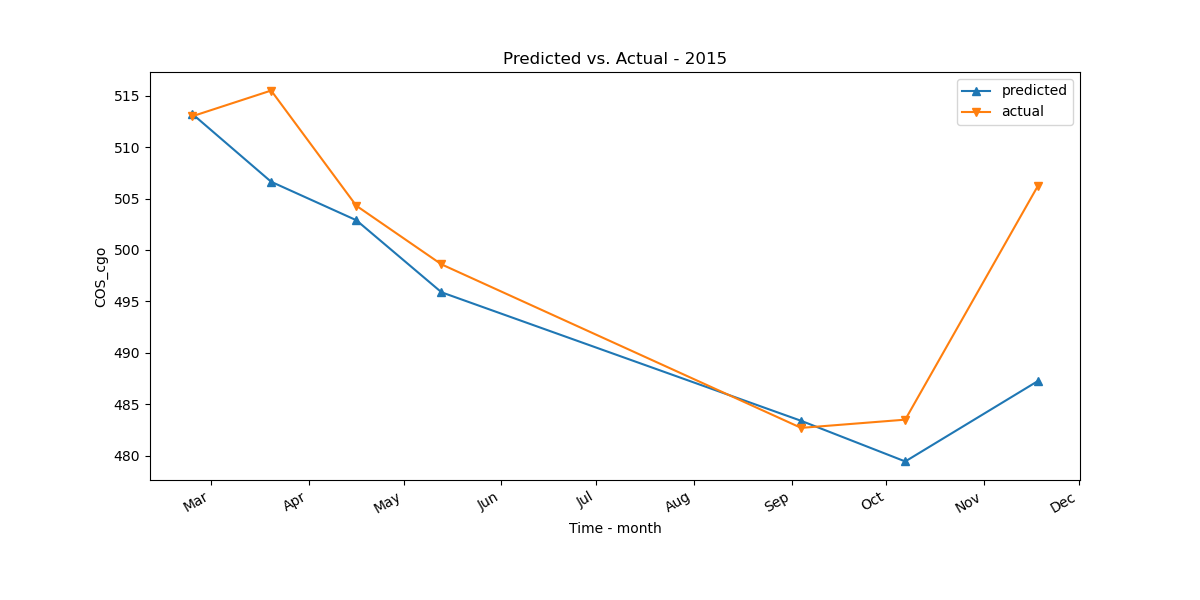 Predicted vs. Actual - 2015
predicted
actual
515
510
505
500
495
490
485
480
COS_cgo
Mar
Apr
May
Jun
Jul
Aug
Sep
Oct
Nov
Dec
Time - month